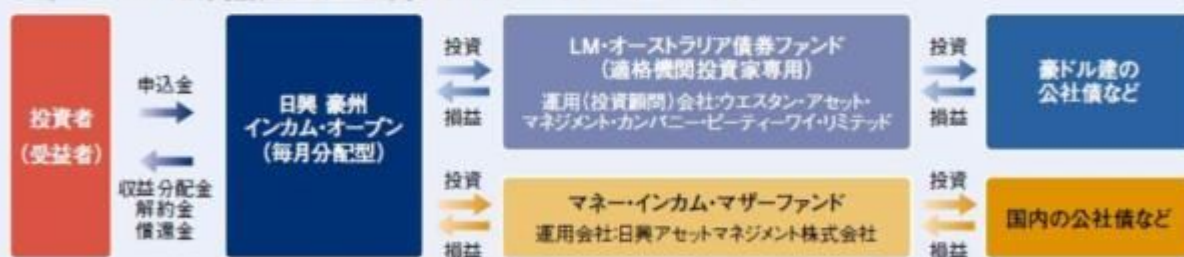 投資者
(受益者)
申込金
収益分配金
解約金
償還金
日興 豪州
インカム・オープン
(毎月分配型)
投資
損益
LM・オーストラリア債券ファンド
(適格機関投資家専用)
運用(投資顧問)会社:ウエスタン・アセット・
マネジメント・カンパニー・ピーティーワイ・リミテッド
投資
損益
豪ドル建の
公社債など
投資
損益
マネー・インカム・マザーファンド
運用会社:日興アセットマネジメント株式会社
投資
損益
国内の公社債など